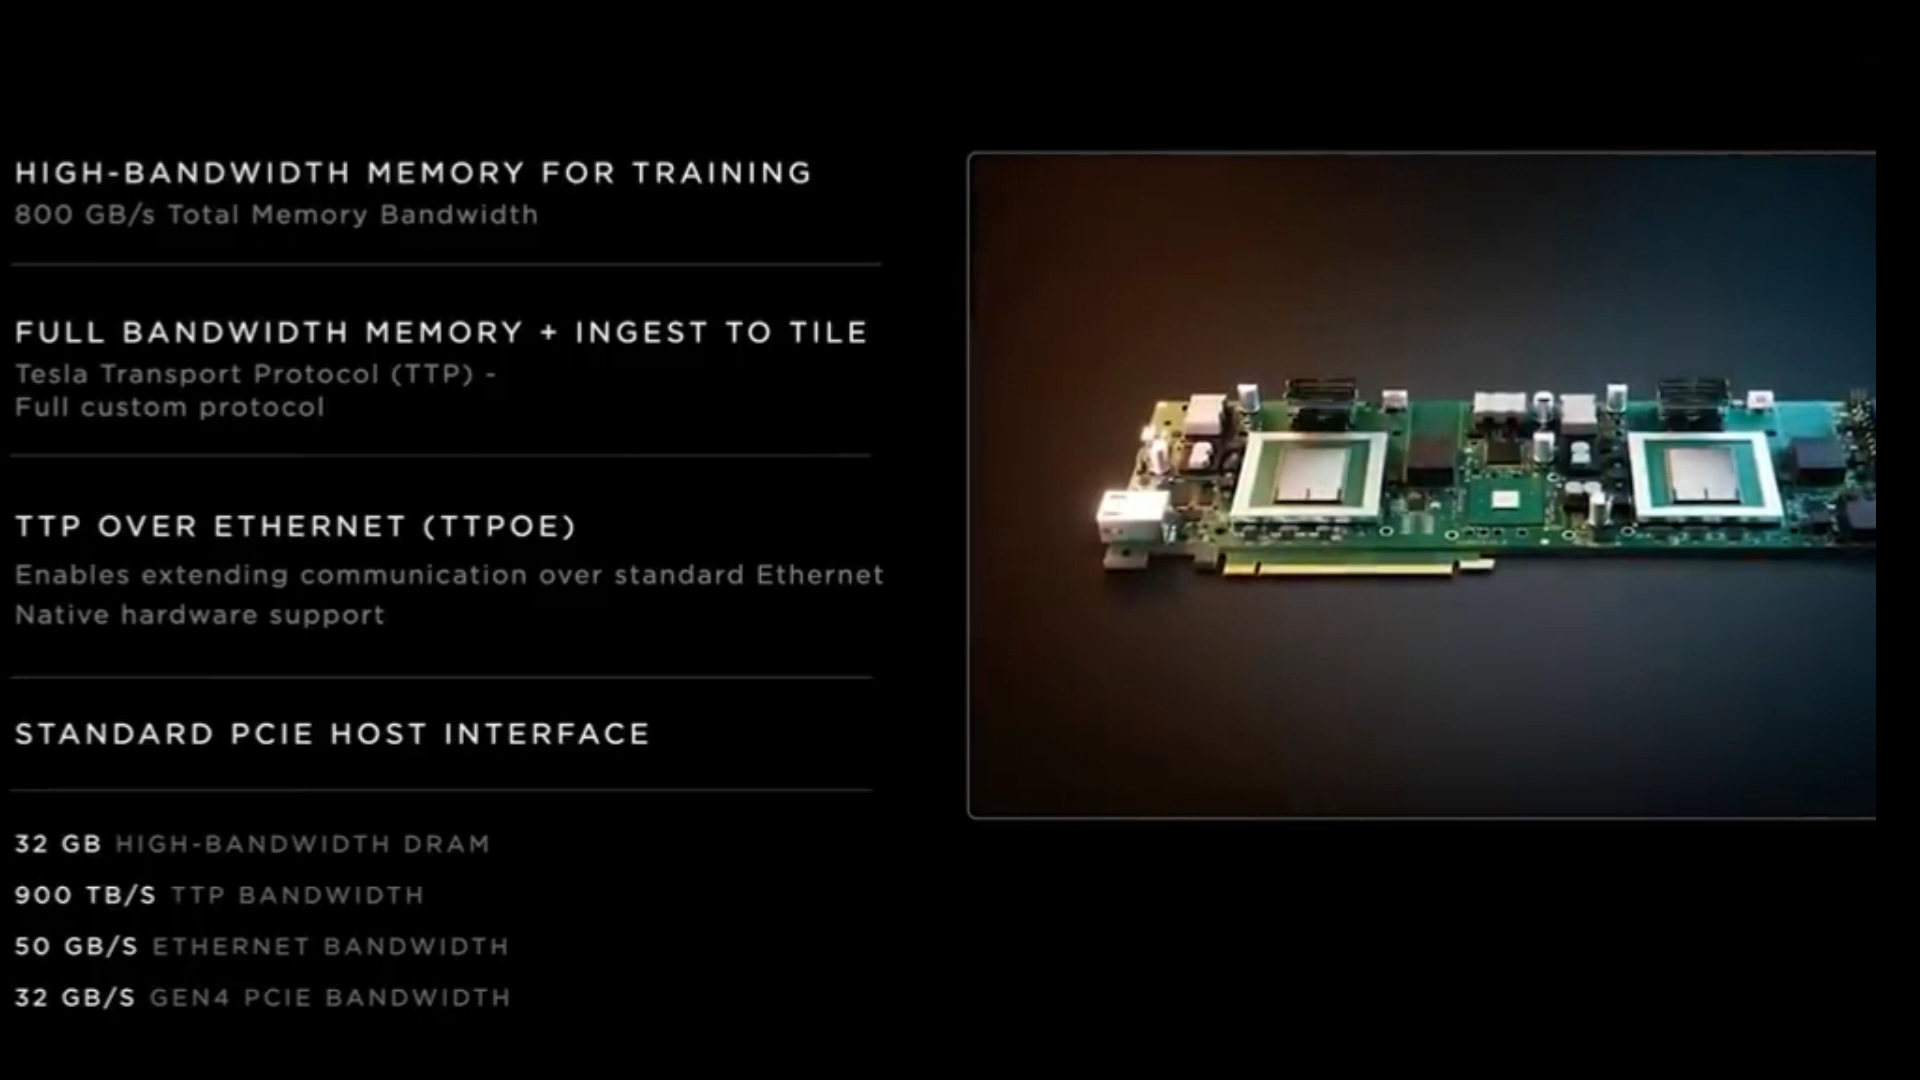 HIGH-BANDWIDTH MEMORY FOR TRAINING
800 GB/s Total Memory Bandwidth
FULL BANDWIDTH MEMORY + INGEST TO TILE
Tesla Transport Protocol (TTP) -
Full custom protocol
TTP OVER ETHERNET (TTPOE)
Enables extending communication over standard Ethernet
Native hardware support
STANDARD PCIE HOST INTERFACE
32 GB HIGH-BANDWIDTH DRAM
900 TB/S TTP BANDWIDTH
50 GB/S ETHERNET BANDWIDTH
32 GB/S GEN4 PCIE BANDWIDTH